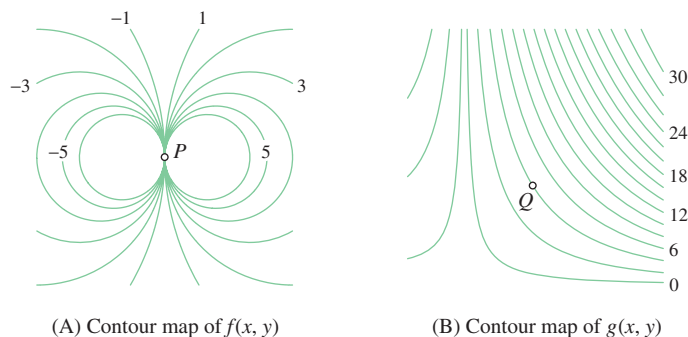 −1 1
−3 3
−5 P 5
30
24
18
Q 12
6
0
(A) Contour map of f(x, y) (B) Contour map of g(x, y)